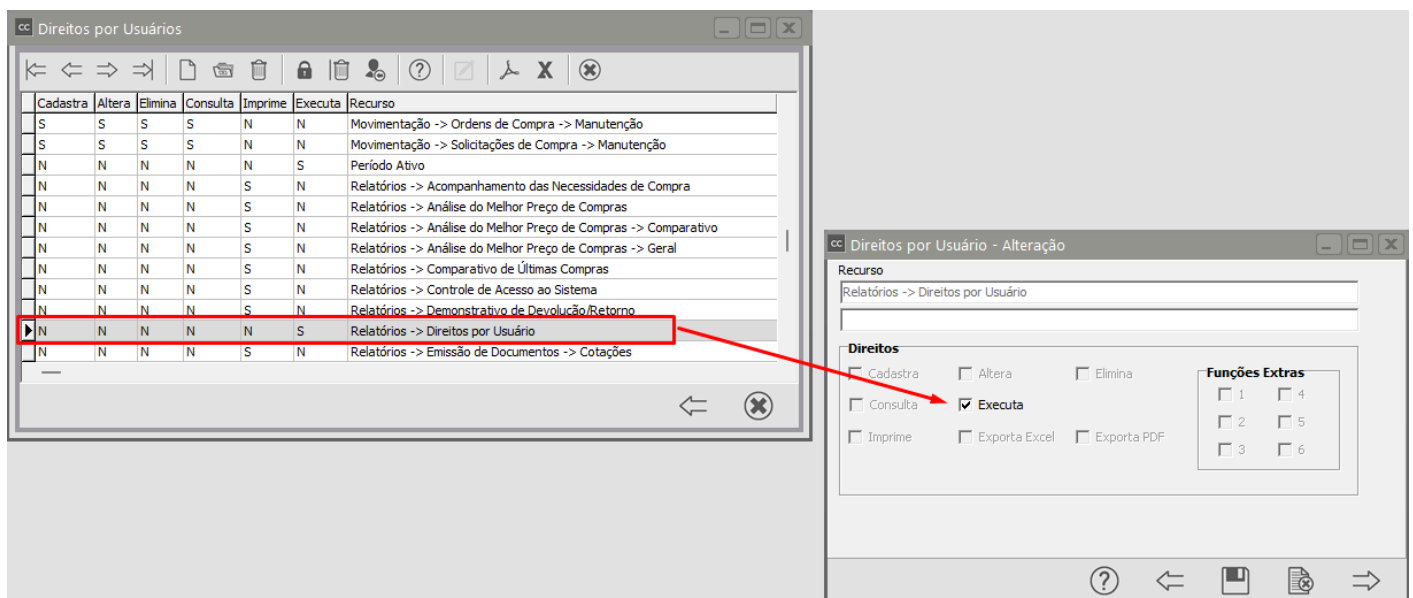 cc Direitos por Usuários
Cadastra Altera Elimina Consulta Imprime Executa Recurso
S S S S N N Movimentação -> Ordens de Compra -> Manutenção
S S S S N N Movimentação -> Solicitações de Compra -> Manutenção
N N N N N S Período Ativo
N N N N S N Relatórios -> Acompanhamento das Necessidades de Compra
N N N N S N Relatórios -> Análise do Melhor Preço de Compras
N N N N S N Relatórios -> Análise do Melhor Preço de Compras -> Comparativo
N N N N S N Relatórios -> Análise do Melhor Preço de Compras -> Geral
N N N N S N Relatórios -> Comparativo de Últimas Compras
N N N N S N Relatórios -> Controle de Acesso ao Sistema
N N N N S N Relatórios -> Demonstrativo de Devolução/Retorno
N N N N N S Relatórios -> Direitos por Usuário
N N N N S N Relatórios -> Emissão de Documentos -> Cotações
cc Direitos por Usuário - Alteração
Recurso
Relatórios -> Direitos por Usuário
Direitos
Cadastra Altera Elimina
Consulta Executa
Imprime Exporta Excel Exporta PDF
Funções Extras
1 4
2 5
3 6